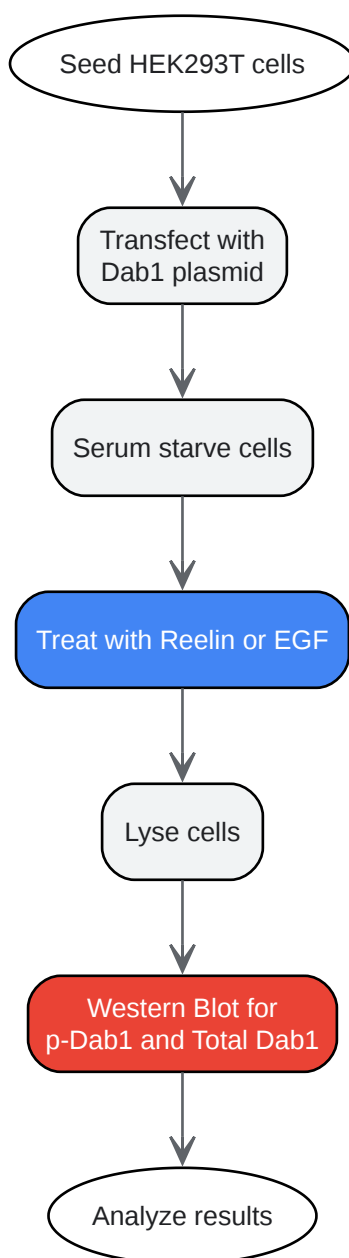 Seed HEK293T cells
Transfect with
Dab1 plasmid
Serum starve cells
Treat with Reelin or EGF
Lyse cells
Western Blot for
p-Dab1 and Total Dab1
Analyze results